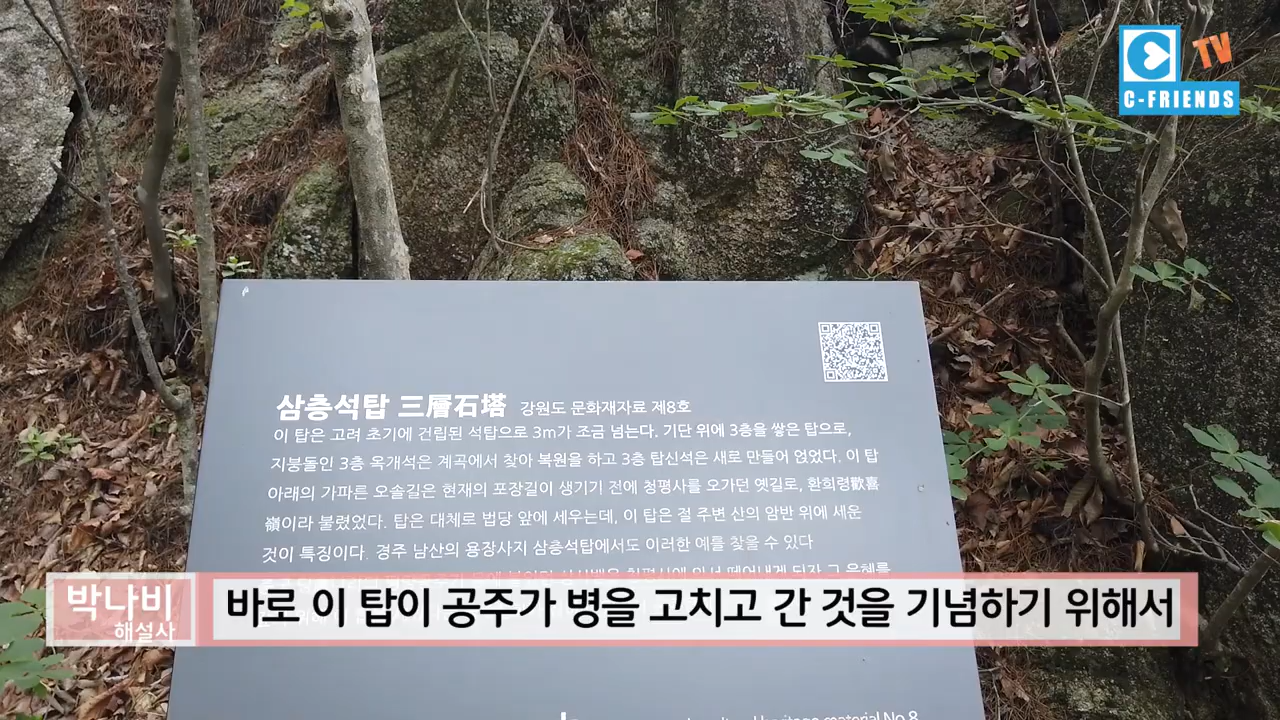 TV
C-FRIENDS
삼층석탑 三層石塔 강원도 문화재자료 제8호
이 탑은 고려 초기에 건립된 석탑으로 3m가 조금 넘는다. 기단 위에 3층을 쌓은 탑으로,
지붕돌인 3층 옥개석은 계곡에서 찾아 복원을 하고 3층 탑신석은 새로 만들어 얹었다. 이 탑
아래의 가파른 오솔길은 현재의 포장길이 생기기 전에 청평사를 오가던 옛길로, 환희령歡喜
嶺이라 불렸었다. 탑은 대체로 법당 앞에 세우는데, 이 탑은 절 주변 산의 암반 위에 세운
것이 특징이다. 경주 남산의 용장사지 삼층석탑에서도 이러한 예를 찾을 수 있다
박나비
해설사
바로 이 탑이 공주가 병을 고치고 간 것을 기념하기 위해서
heritage material No.8